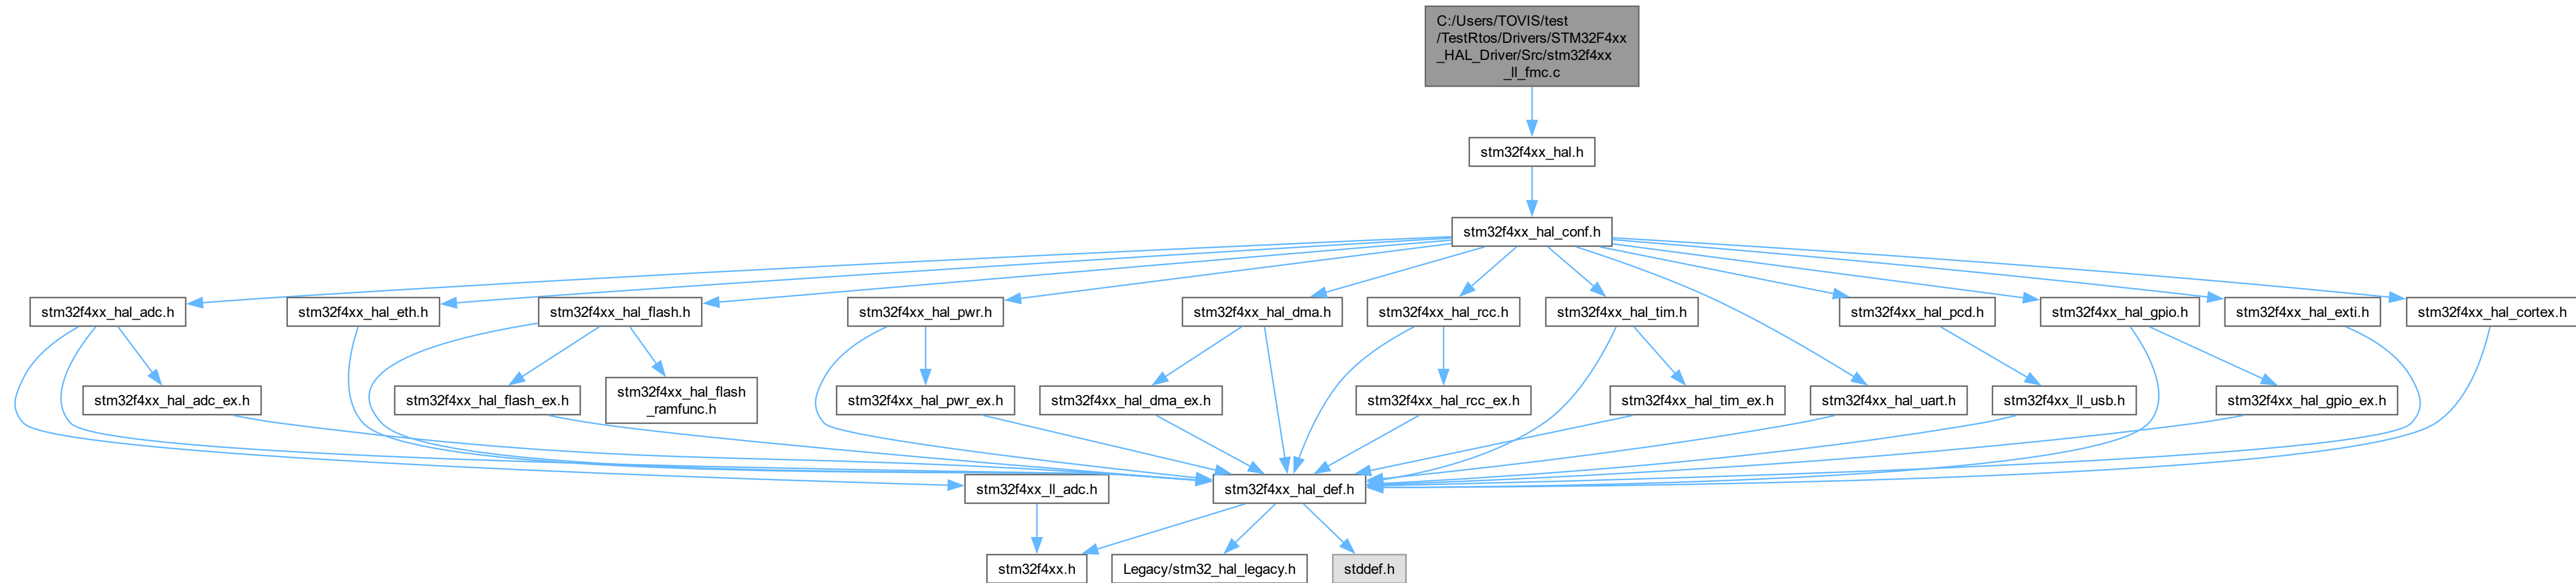 C:/Users/TOVIS/test
/TestRtos/Drivers/STM32F4xx
_HAL_Driver/Src/stm32f4xx
_ll_fmc.c
stm32f4xx_hal.h
stm32f4xx_hal_conf.h
stm32f4xx_hal_adc.h
stm32f4xx_hal_eth.h
stm32f4xx_hal_flash.h
stm32f4xx_hal_pwr.h
stm32f4xx_hal_dma.h
stm32f4xx_hal_rcc.h
stm32f4xx_hal_tim.h
stm32f4xx_hal_pcd.h
stm32f4xx_hal_gpio.h
stm32f4xx_hal_exti.h
stm32f4xx_hal_cortex.h
stm32f4xx_hal_adc_ex.h
stm32f4xx_hal_flash_ex.h
stm32f4xx_hal_flash
_ramfunc.h
stm32f4xx_hal_pwr_ex.h
stm32f4xx_hal_dma_ex.h
stm32f4xx_hal_rcc_ex.h
stm32f4xx_hal_tim_ex.h
stm32f4xx_hal_uart.h
stm32f4xx_ll_usb.h
stm32f4xx_hal_gpio_ex.h
stm32f4xx_ll_adc.h
stm32f4xx_hal_def.h
stm32f4xx.h
Legacy/stm32_hal_legacy.h
stddef.h